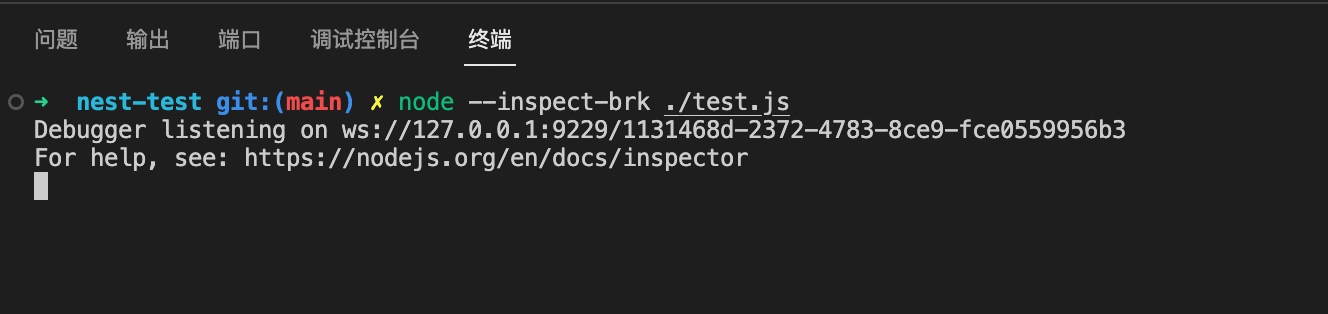 问题 输出 端口 调试控制台 终端
➜ nest-test git:(main) ✗ node --inspect-brk ./test.js
Debugger listening on ws://127.0.0.1:9229/1131468d-2372-4783-8ce9-fce0559956b3
For help, see: https://nodejs.org/en/docs/inspector